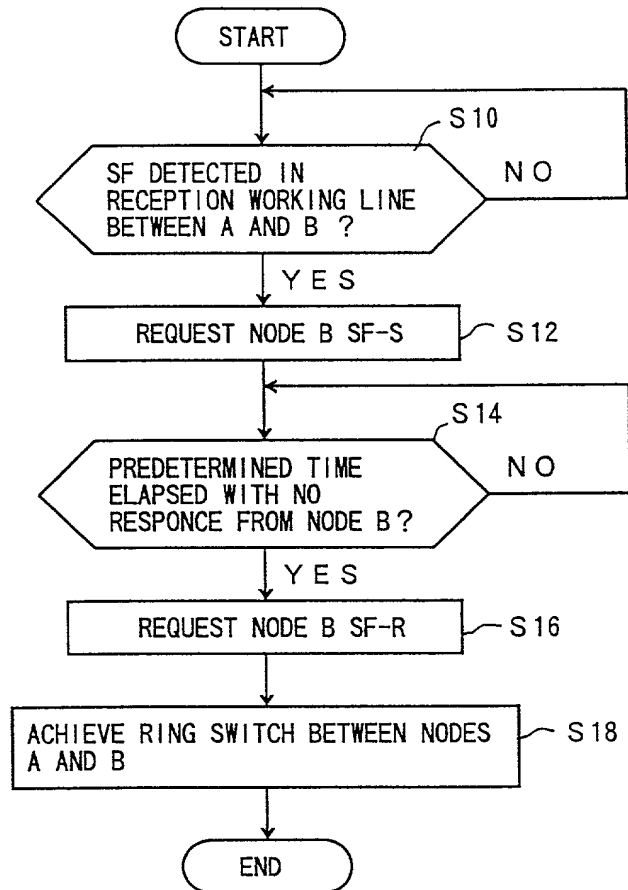 START
S10
SF DETECTED IN
RECEPTION WORKING LINE
BETWEEN A AND B ?
NO
YES
REQUEST NODE B SF-S
S12
S14
PREDETERMINED TIME
ELAPSED WITH NO
RESPONCE FROM NODE B?
NO
YES
REQUEST NODE B SF-R
S16
ACHIEVE RING SWITCH BETWEEN NODES
A AND B
S18
END